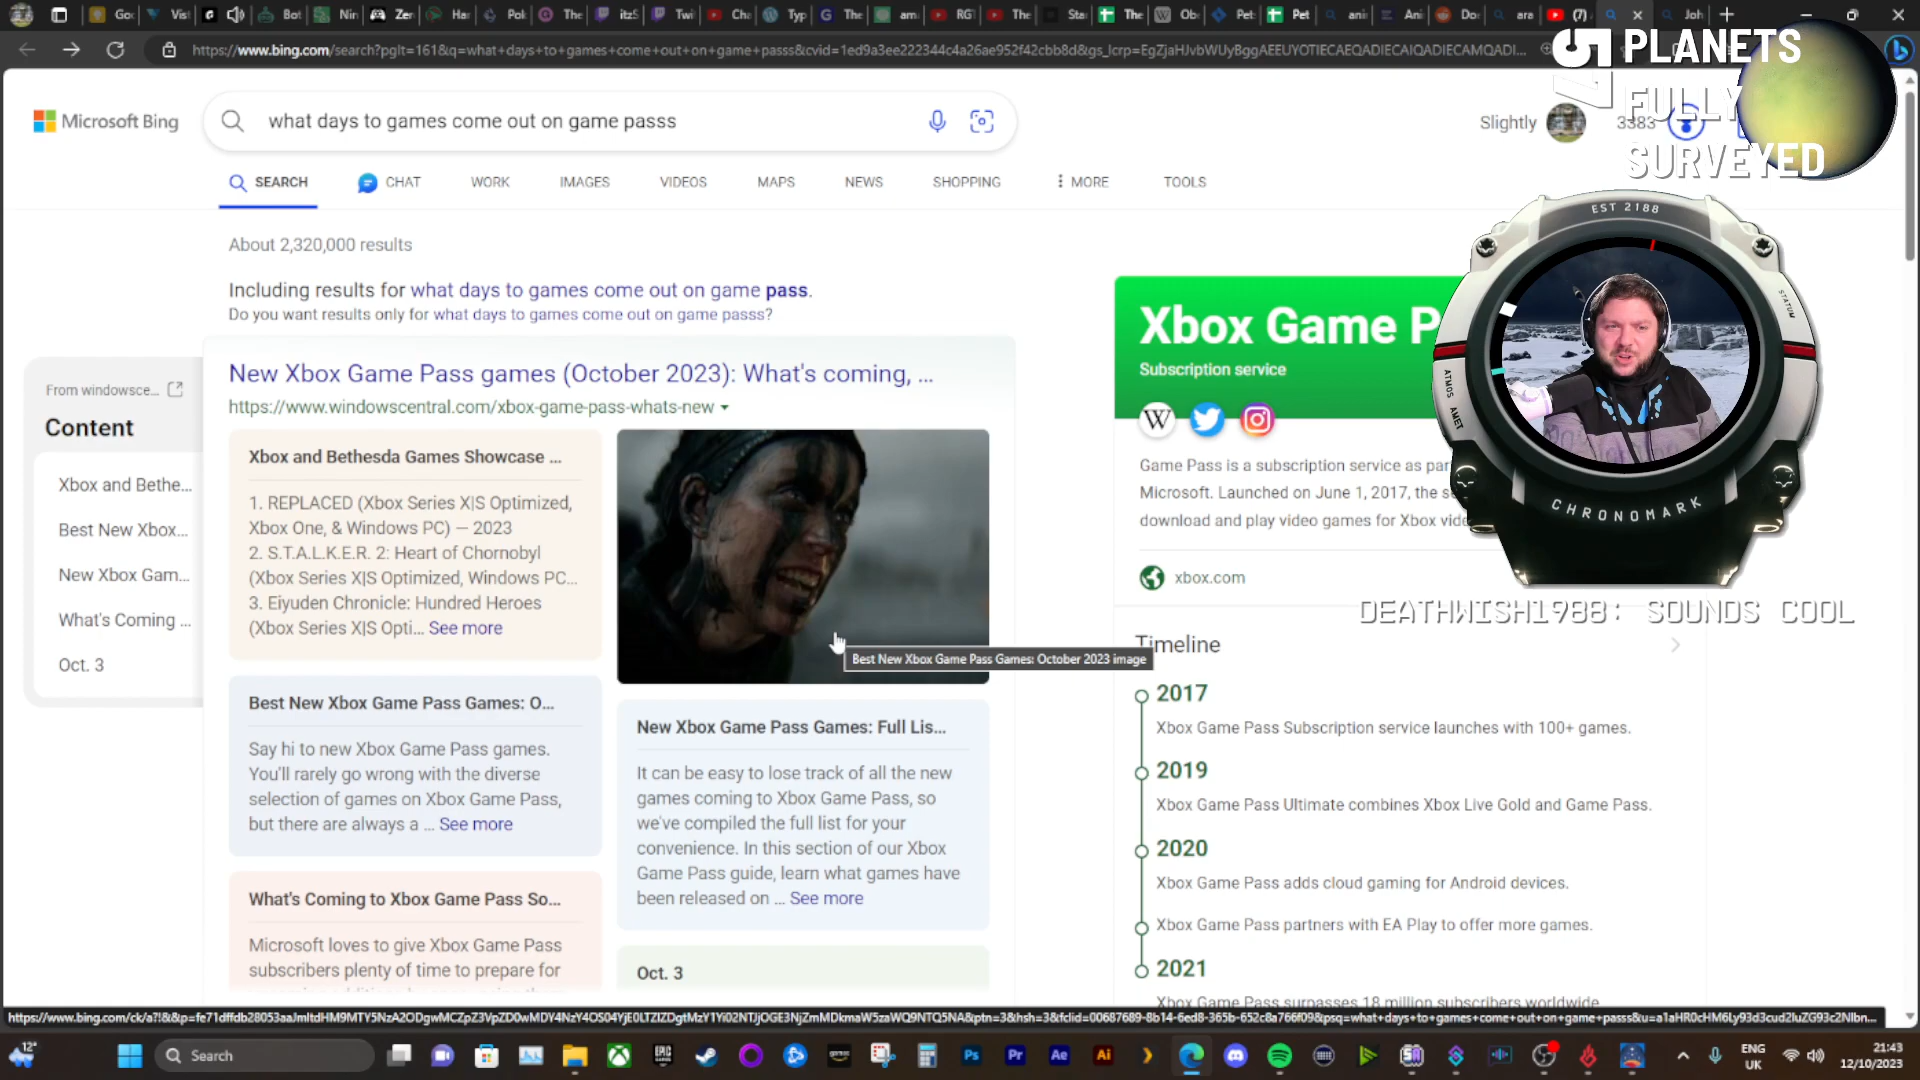 https://www.bing.com/search?pglt=161&q=what+days+to+games+come+out+on+game+passs&cvid=1ed9a3ee222344c4a26ae952f42cbb8d&gs_lcrp=EgZjaHJvbWUyBggAEEUYOTIECAEQADIECAIQADIECAMQADI...
PLANETS
FULLY
SURVEYED
Microsoft Bing
what days to games come out on game passs
Slightly
3383
SEARCH
CHAT
WORK
IMAGES
VIDEOS
MAPS
NEWS
SHOPPING
MORE
TOOLS
About 2,320,000 results
Including results for what days to games come out on game pass.
Do you want results only for what days to games come out on game passs?
From windowsce...
Content
Xbox and Bethe...
Best New Xbox...
New Xbox Gam...
What's Coming ...
Oct. 3
New Xbox Game Pass games (October 2023): What's coming, ...
https://www.windowscentral.com/xbox-game-pass-whats-new
Xbox and Bethesda Games Showcase ...
1. REPLACED (Xbox Series X|S Optimized,
Xbox One, & Windows PC) — 2023
2. S.T.A.L.K.E.R. 2: Heart of Chornobyl
(Xbox Series X|S Optimized, Windows PC...
3. Eiyuden Chronicle: Hundred Heroes
(Xbox Series X|S Opti... See more
Best New Xbox Game Pass Games: October 2023 image
Best New Xbox Game Pass Games: O...
Say hi to new Xbox Game Pass games.
You'll rarely go wrong with the diverse
selection of games on Xbox Game Pass,
but there are always a ... See more
New Xbox Game Pass Games: Full Lis...
It can be easy to lose track of all the new
games coming to Xbox Game Pass, so
we've compiled the full list for your
convenience. In this section of our Xbox
Game Pass guide, learn what games have
been released on ... See more
What's Coming to Xbox Game Pass So...
Microsoft loves to give Xbox Game Pass
subscribers plenty of time to prepare for
Oct. 3
Xbox Game P
Subscription service
Game Pass is a subscription service as par
Microsoft. Launched on June 1, 2017, the se
download and play video games for Xbox vide
xbox.com
EST 2188
STATUM
ATMOS AMET
CHRONOMARK
DEATHWISH1988: SOUNDS COOL
Timeline
2017
Xbox Game Pass Subscription service launches with 100+ games.
2019
Xbox Game Pass Ultimate combines Xbox Live Gold and Game Pass.
2020
Xbox Game Pass adds cloud gaming for Android devices.
Xbox Game Pass partners with EA Play to offer more games.
2021
Xbox Game Pass surpasses 18 million subscribers worldwide
12°
Search
ENG
UK
21:43
12/10/2023